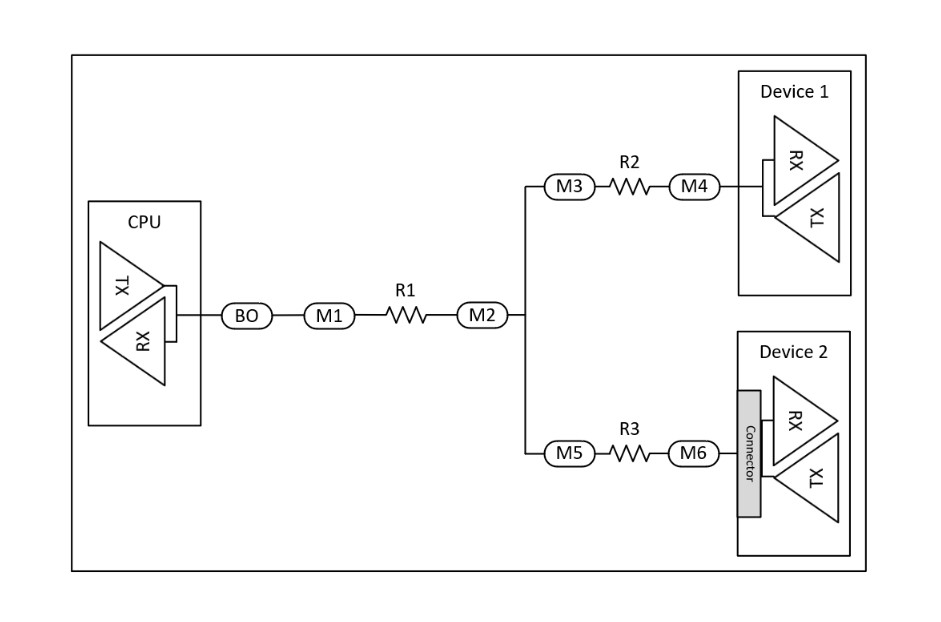 Device 1
RX
TX
R2
M3
M4
CPU
TX
RX
BO
M1
R1
M2
Device 2
Connector
RX
TX
R3
M5
M6